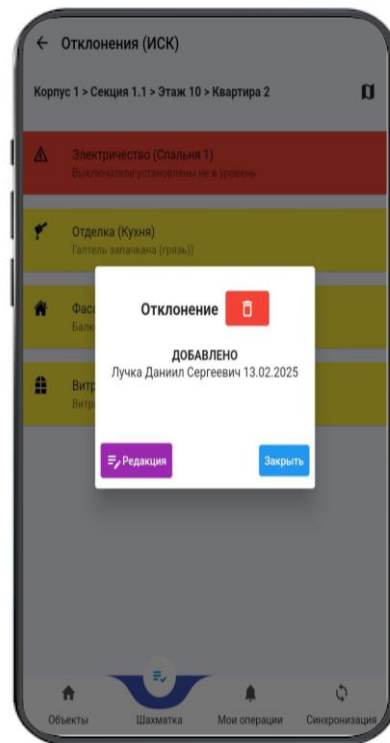 Отклонения (ИСК)
Корпус 1 > Секция 1.1 > Этаж 10 > Квартира 2
Электричество (Спальня 1)
Выключатели установлены не в уровень
Отделка (Кухня)
Галтель запачкана (грязь))
Отклонение
ДОБАВЛЕНО
Лучка Даниил Сергеевич 13.02.2025
Редакция
Закрыть
Объекты
Шахматка
Мои операции
Синхронизация